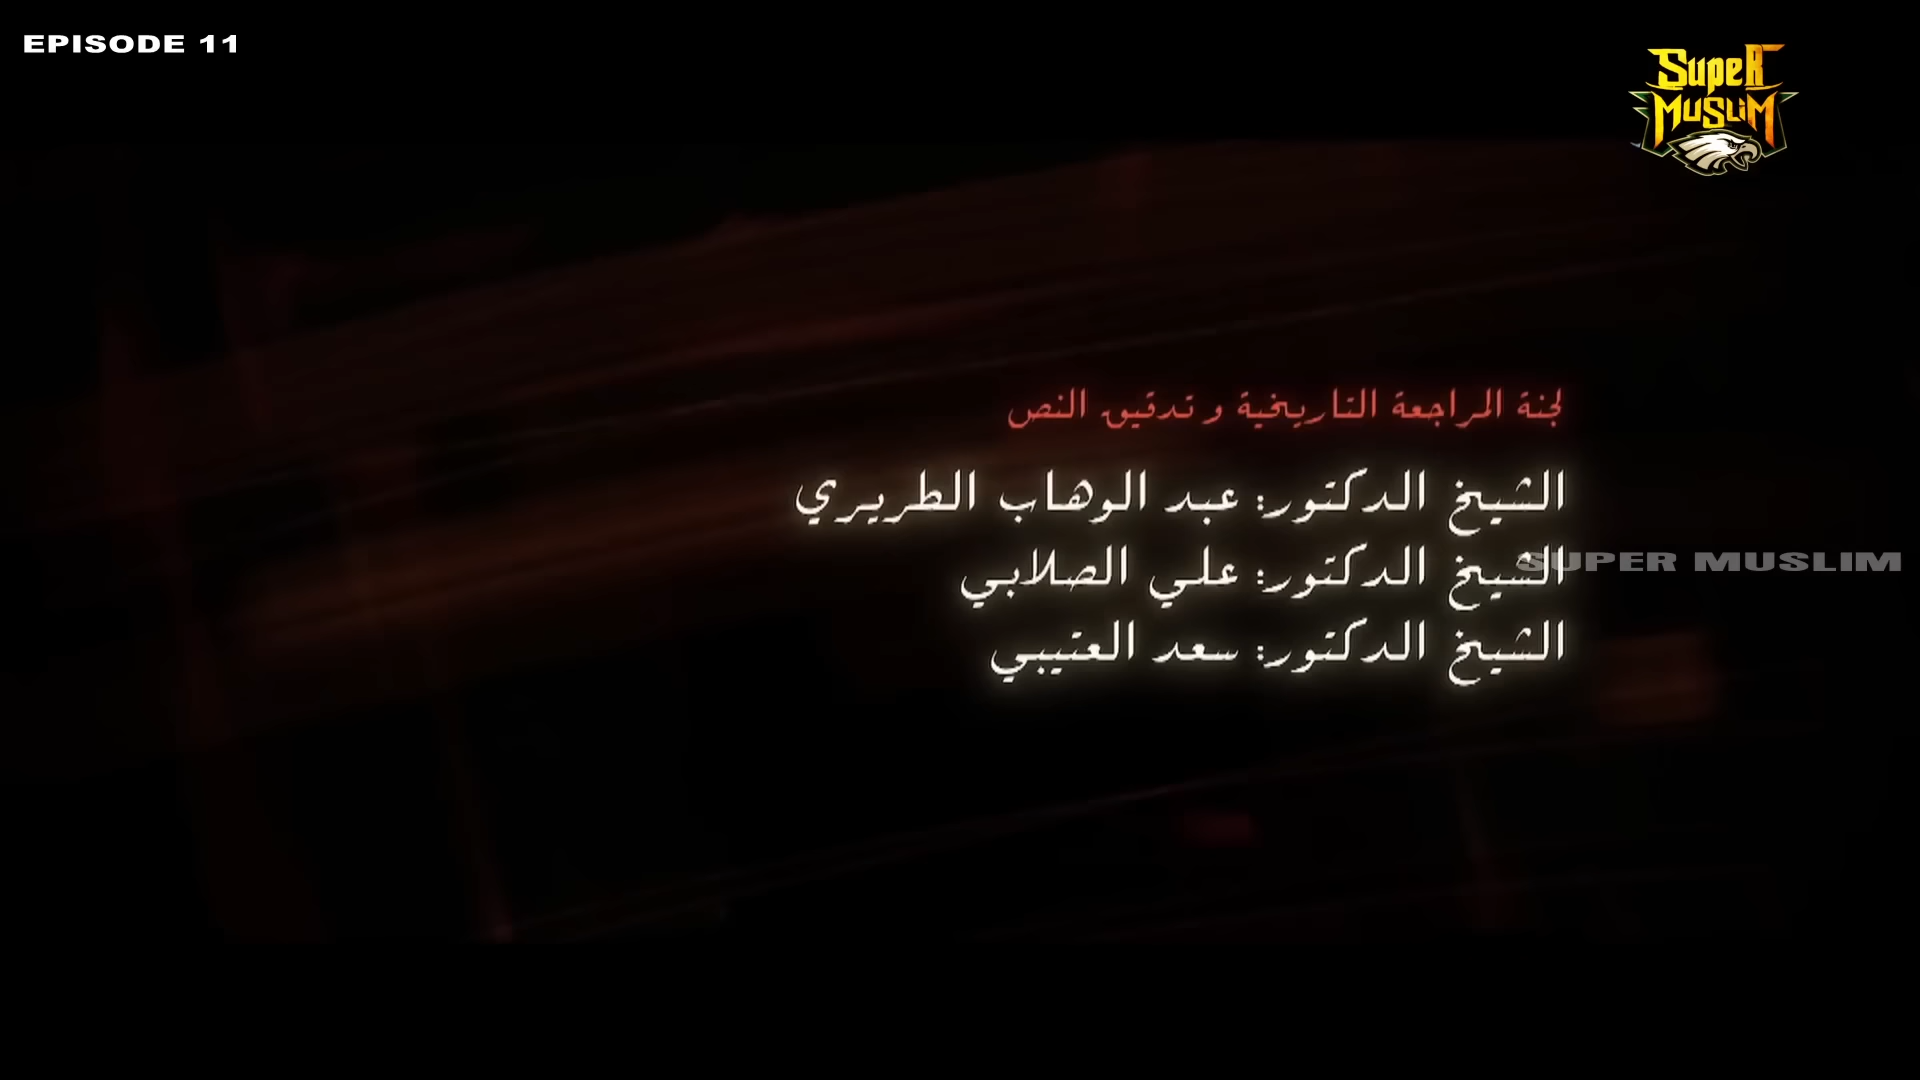 EPISODE 11
SUPER MUSLIM
لجنة المراجعة التاريخية و تدقيق النص
الشيخ الدكتور: عبد الوهاب الطريري
الشيخ الدكتور: علي الصلابي
SUPER MUSLIM
الشيخ الدكتور: سعد العتيبي